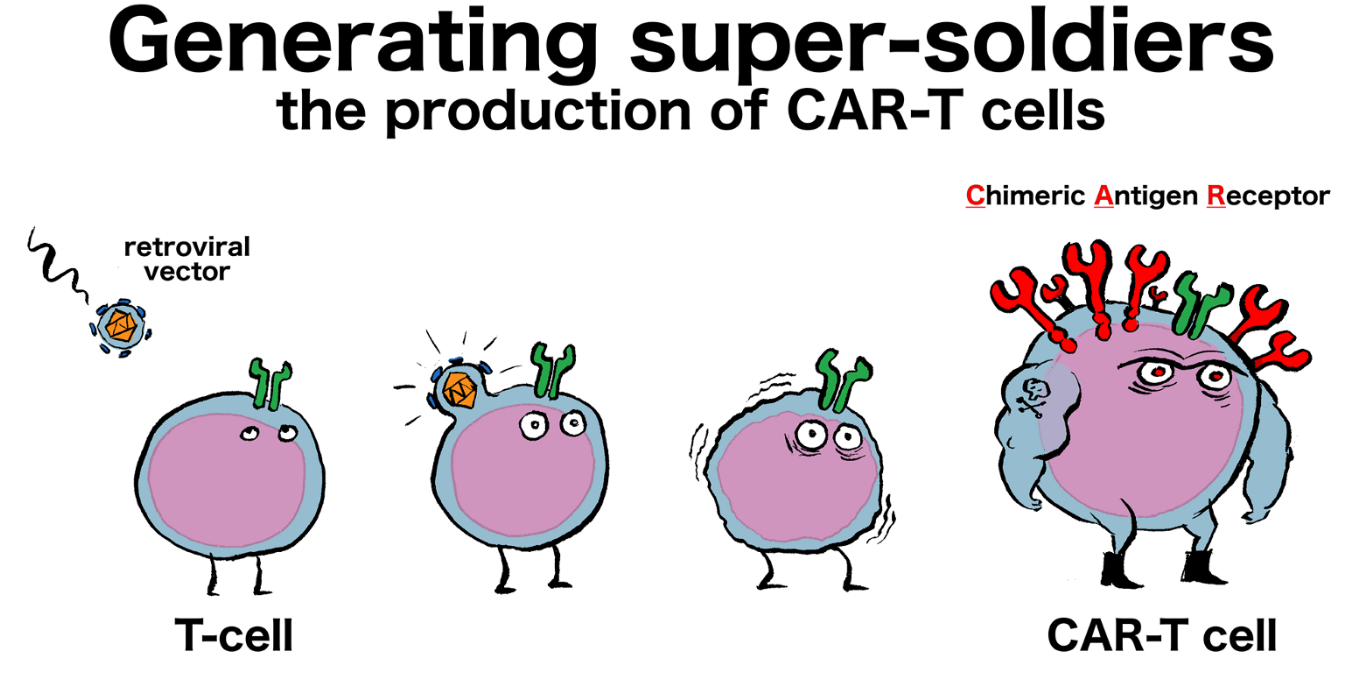 Generating super-soldiers
the production of CAR-T cells
Chimeric Antigen Receptor
retroviral
vector
T-cell
CAR-T cell